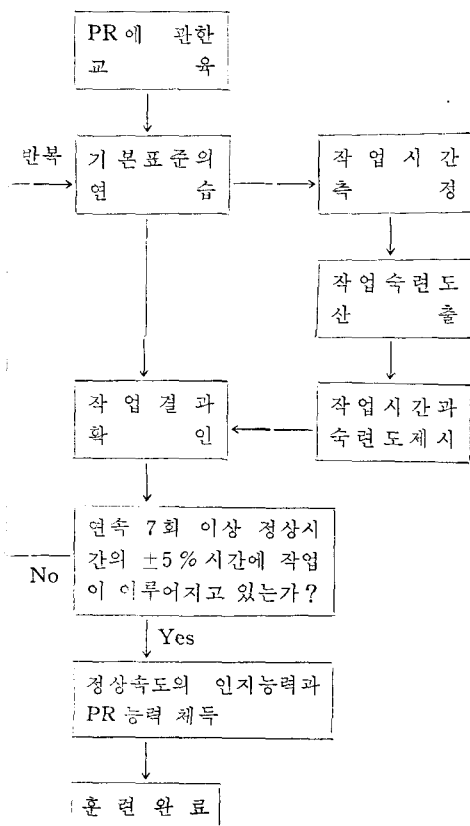 PR에 관한
교 육
반복
기본표준의
연 습
작업시간
측 정
작업숙련도
산 출
작업결과
확 인
작업시간과
숙련도제시
연속 7회 이상 정상시
간의 ±5%시간에 작업
이 이루어지고 있는가?
No
Yes
정상속도의 인지능력과
PR능력 체득
훈련완료